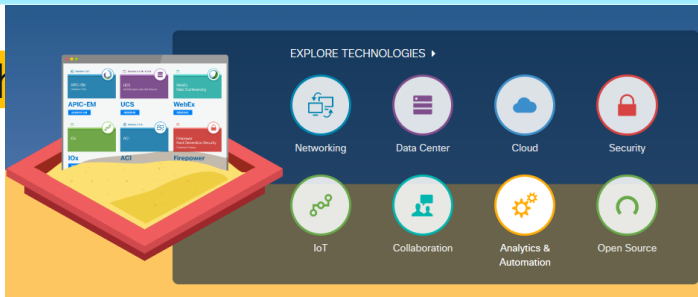 EXPLORE TECHNOLOGIES
Networking
Data Center
Cloud
Security
IoT
Collaboration
Analytics &
Automation
Open Source
APIC-EM
UCS
WebEx
IOx
ACI
Firepower